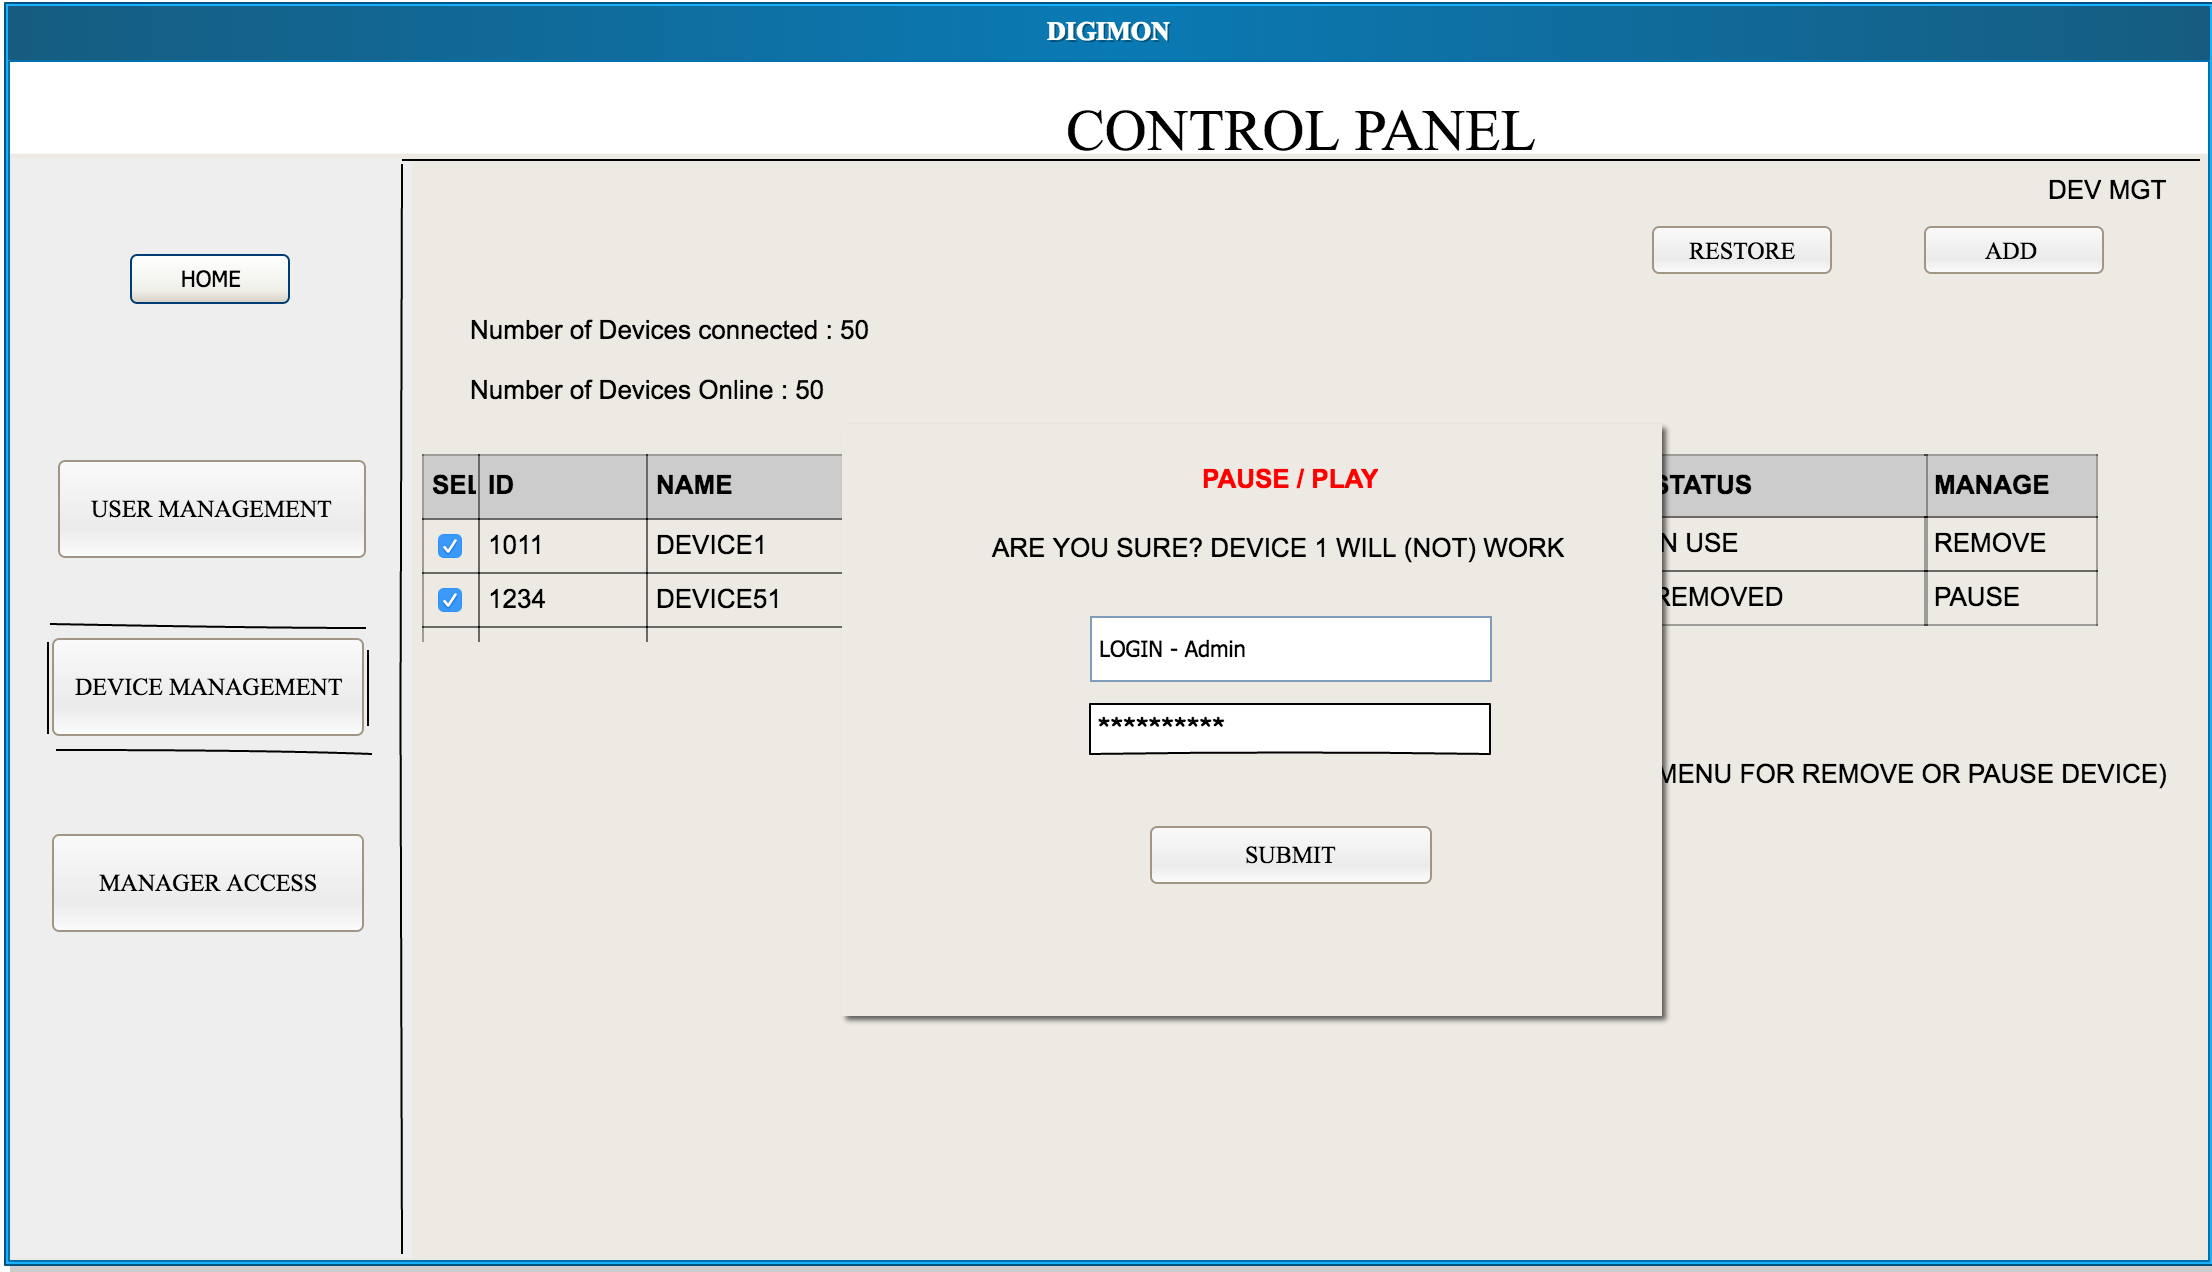 DIGIMON
CONTROL PANEL
DEV MGT
HOME
RESTORE
ADD
Number of Devices connected : 50
Number of Devices Online : 50
USER MANAGEMENT
DEVICE MANAGEMENT
MANAGER ACCESS
SEL ID NAME STATUS MANAGE
1011 DEVICE1 IN USE REMOVE
1234 DEVICE51 REMOVED PAUSE
PAUSE / PLAY
ARE YOU SURE? DEVICE 1 WILL (NOT) WORK
LOGIN - Admin
**********
MENU FOR REMOVE OR PAUSE DEVICE)
SUBMIT